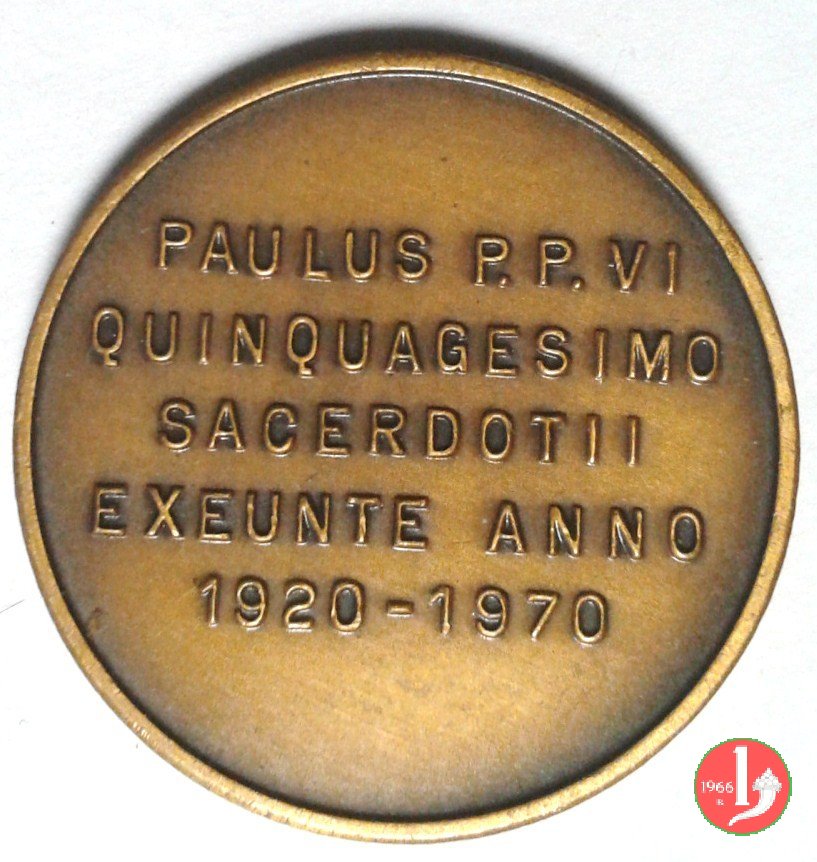 PAULUS P.P. VI
QUINQUAGESIMO
SACERDOTII
EXEUNTE ANNO
1920-1970
1966
B.